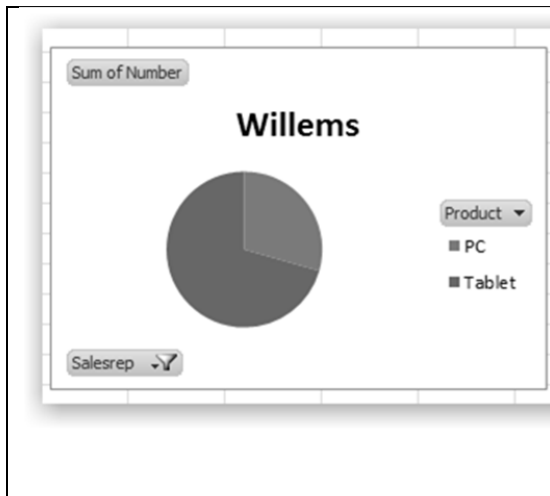 Sum of Number
Willems
Product
PC
Tablet
Salesrep